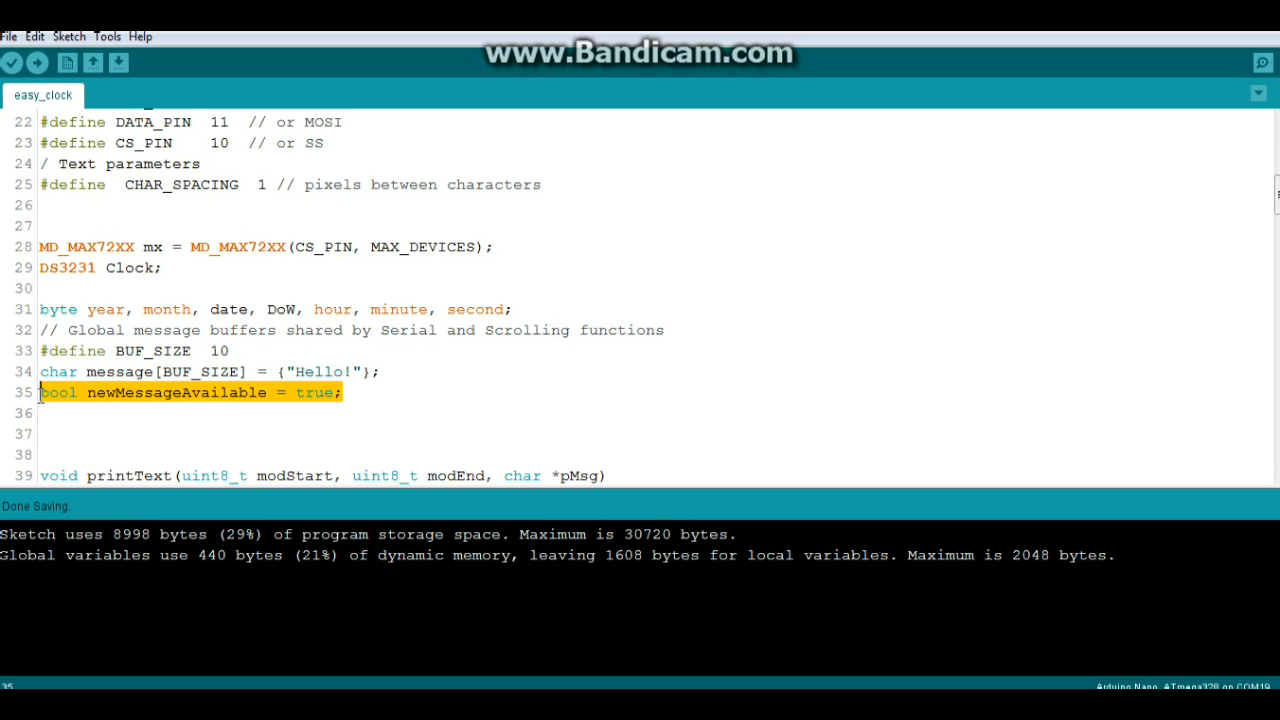 File Edit Sketch Tools Help
www.Bandicam.com
easy_clock
22 #define DATA_PIN 11 // or MOSI
23 #define CS_PIN 10 // or SS
24 / Text parameters
25 #define CHAR_SPACING 1 // pixels between characters
26
27
28 MD_MAX72XX mx = MD_MAX72XX(CS_PIN, MAX_DEVICES);
29 DS3231 Clock;
30
31 byte year, month, date, DoW, hour, minute, second;
32 // Global message buffers shared by Serial and Scrolling functions
33 #define BUF_SIZE 10
34 char message[BUF_SIZE] = {"Hello!"};
35 bool newMessageAvailable = true;
36
37
38
39 void printText(uint8_t modStart, uint8_t modEnd, char *pMsg)
Done Saving.
Sketch uses 8998 bytes (29%) of program storage space. Maximum is 30720 bytes.
Global variables use 440 bytes (21%) of dynamic memory, leaving 1608 bytes for local variables. Maximum is 2048 bytes.
35
Arduino Nano, ATmega328 on COM19